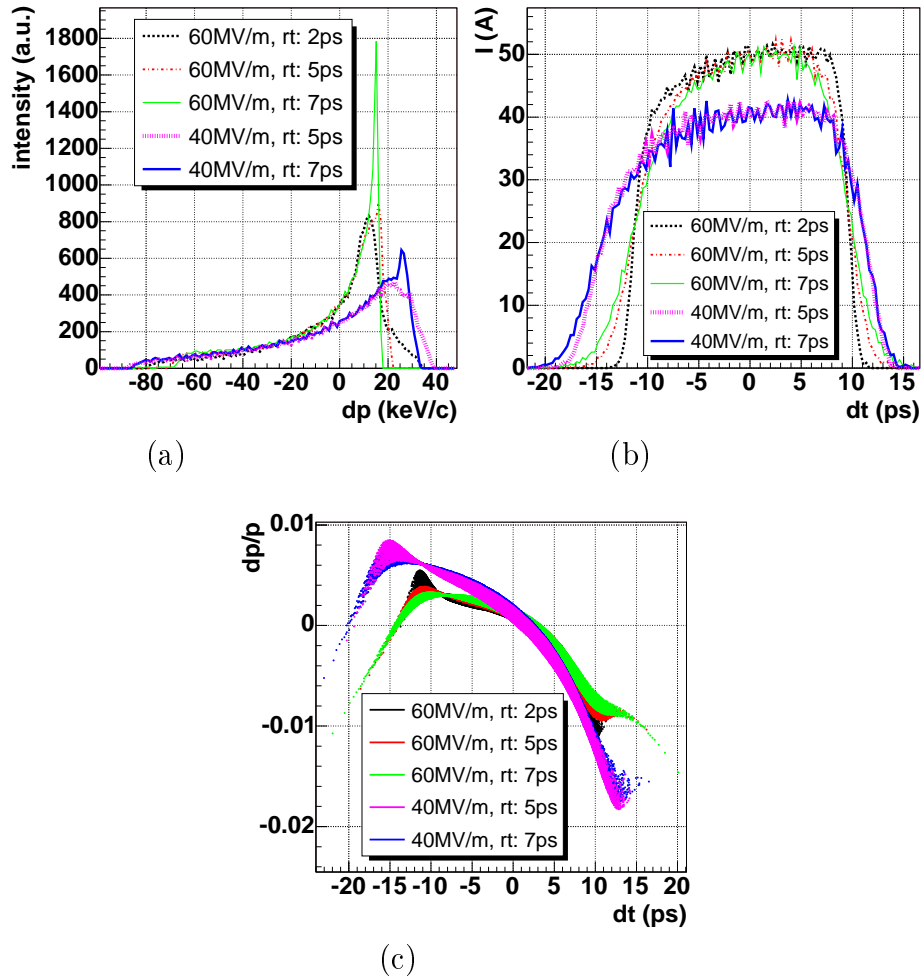 intensity (a.u.)
1800
1600
1400
1200
1000
800
600
400
200
0
-80
-60
-40
-20
0
20
40
dp (keV/c)
60MV/m, rt: 2ps
60MV/m, rt: 5ps
60MV/m, rt: 7ps
40MV/m, rt: 5ps
40MV/m, rt: 7ps
(a)
I (A)
50
40
30
20
10
0
-20
-15
-10
-5
0
5
10
15
dt (ps)
60MV/m, rt: 2ps
60MV/m, rt: 5ps
60MV/m, rt: 7ps
40MV/m, rt: 5ps
40MV/m, rt: 7ps
(b)
dp/p
0.01
0
-0.01
-0.02
-20
-15
-10
-5
0
5
10
15
20
dt (ps)
60MV/m, rt: 2ps
60MV/m, rt: 5ps
60MV/m, rt: 7ps
40MV/m, rt: 5ps
40MV/m, rt: 7ps
(c)